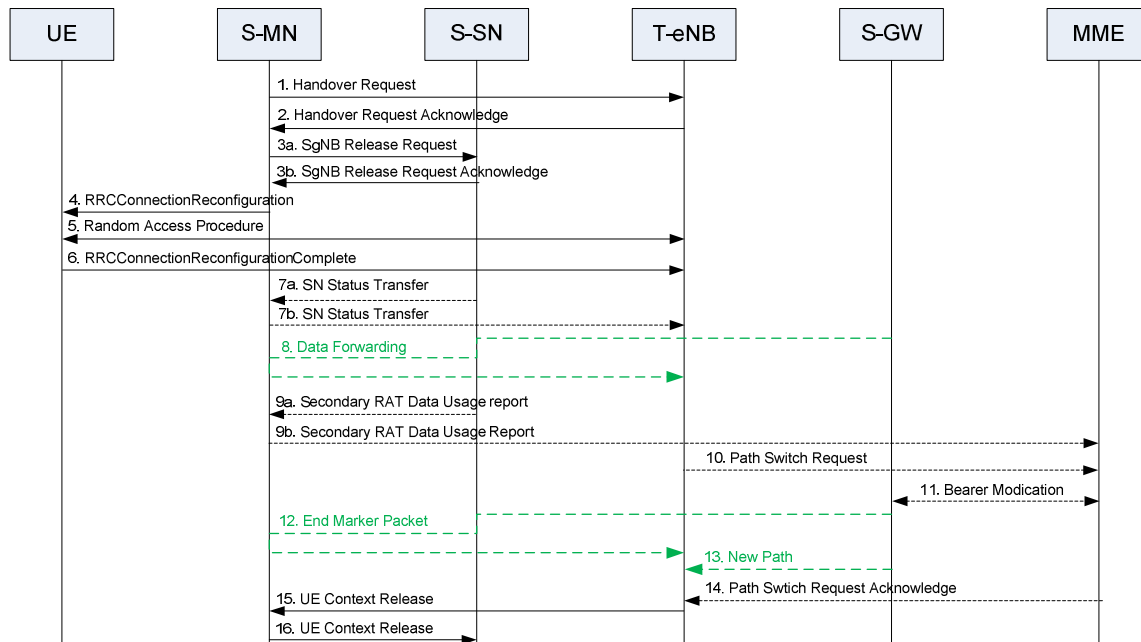 UE
S-MN
S-SN
T-eNB
S-GW
MME
1. Handover Request
2. Handover Request Acknowledge
3a. SgNB Release Request
3b. SgNB Release Request Acknowledge
4. RRCConnectionReconfiguration
5. Random Access Procedure
6. RRCConnectionReconfigurationComplete
7a. SN Status Transfer
7b. SN Status Transfer
8. Data Forwarding
9a. Secondary RAT Data Usage report
9b. Secondary RAT Data Usage Report
10. Path Switch Request
11. Bearer Modication
12. End Marker Packet
13. New Path
14. Path Swtich Request Acknowledge
15. UE Context Release
16. UE Context Release